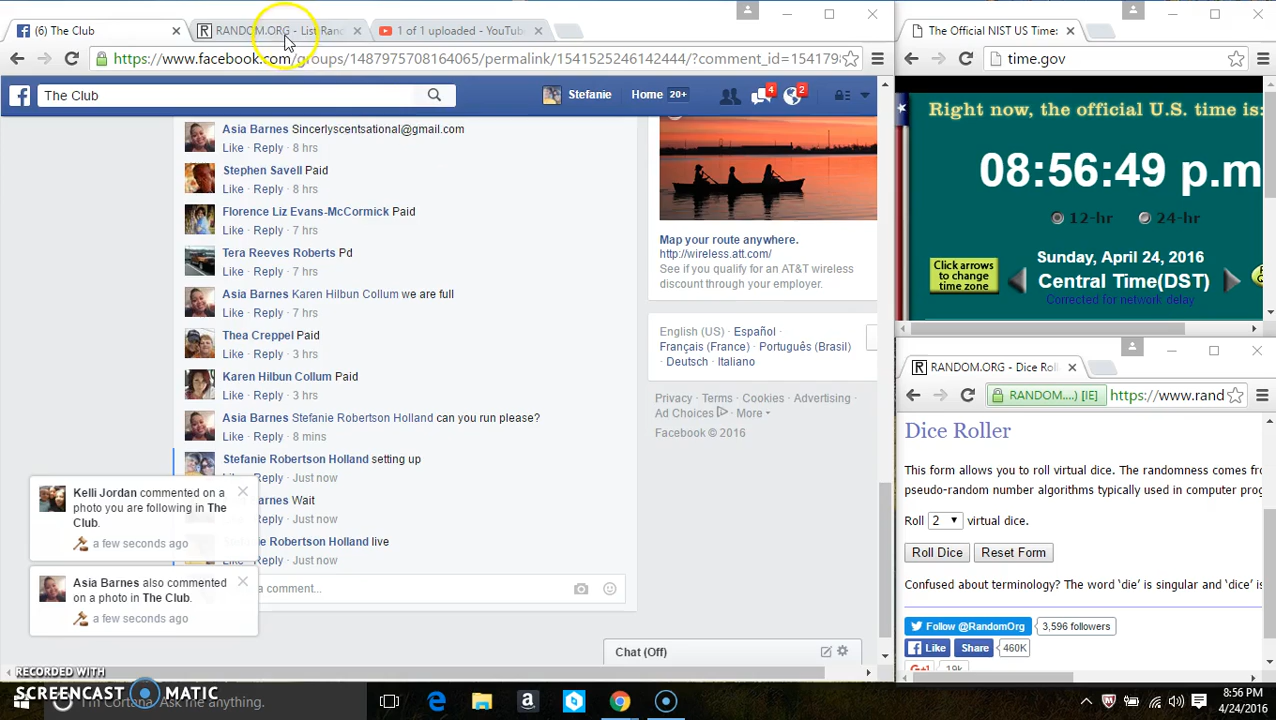 (6) The Club
RANDOM.ORG - List Ran
1 of 1 uploaded - YouTub
https://www.facebook.com/groups/1487975708164065/permalink/1541525246142444/?comment_id=154179
The Club
Stefanie
Home 20+
4
2
Asia Barnes Sincerlyscentsational@gmail.com
Like · Reply · 8 hrs
Stephen Savell Paid
Like · Reply · 8 hrs
Florence Liz Evans-McCormick Paid
Like · Reply · 7 hrs
Tera Reeves Roberts Pd
Like · Reply · 7 hrs
Asia Barnes Karen Hilbun Collum we are full
Like · Reply · 7 hrs
Thea Creppel Paid
Like · Reply · 3 hrs
Karen Hilbun Collum Paid
Like · Reply · 3 hrs
Asia Barnes Stefanie Robertson Holland can you run please?
Like · Reply · 8 mins
Stefanie Robertson Holland setting up
Reply · Just now
arnes Wait
Reply · Just now
Robertson Holland live
Reply · Just now
a comment...
Kelli Jordan commented on a
photo you are following in The
Club.
a few seconds ago
Asia Barnes also commented
on a photo in The Club.
a few seconds ago
Map your route anywhere.
http://wireless.att.com/
See if you qualify for an AT&T wireless
discount through your employer.
English (US) · Español ·
Français (France) · Português (Brasil)
· Deutsch · Italiano
Privacy · Terms · Cookies · Advertising ·
Ad Choices · More
Facebook © 2016
Chat (Off)
RECORDED WITH
SCREENCAST MATIC
I'm Cortana. Ask me anything.
The Official NIST US Time:
time.gov
Right now, the official U.S. time is:
08:56:49 p.m
12-hr 24-hr
Click arrows
to change
time zone
Sunday, April 24, 2016
Central Time(DST)
Corrected for network delay
RANDOM.ORG - Dice Roll
RANDOM....) [IE]
https://www.rand
Dice Roller
This form allows you to roll virtual dice. The randomness comes fr
pseudo-random number algorithms typically used in computer prog
Roll 2 virtual dice.
Roll Dice
Reset Form
Confused about terminology? The word ‘die’ is singular and ‘dice’ is
Follow @RandomOrg
3,596 followers
Like
Share
460K
19k
8:56 PM
4/24/2016